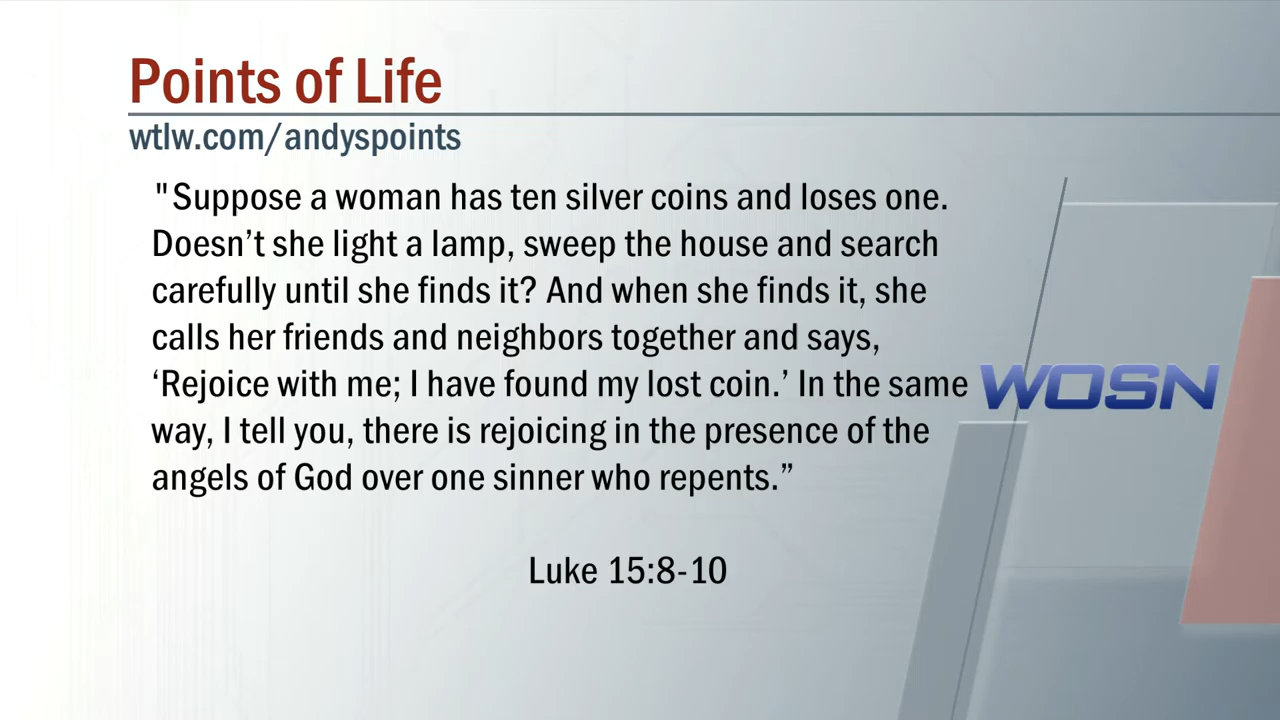 Points of Life
wtlw.com/andyspoints
"Suppose a woman has ten silver coins and loses one.
Doesn’t she light a lamp, sweep the house and search
carefully until she finds it? And when she finds it, she
calls her friends and neighbors together and says,
‘Rejoice with me; I have found my lost coin.’ In the same
way, I tell you, there is rejoicing in the presence of the
angels of God over one sinner who repents.”
Luke 15:8-10
WOSN